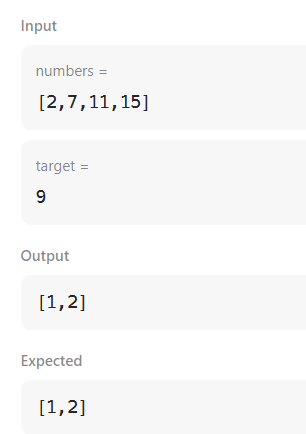 Input
numbers =
[2,7,11,15]
target =
9
Output
[1,2]
Expected
[1,2]